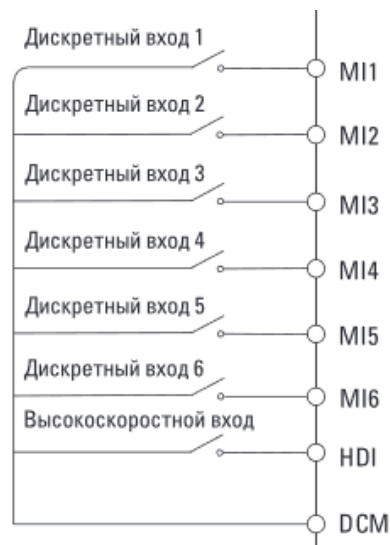 Дискретный вход 1
MI1
Дискретный вход 2
MI2
Дискретный вход 3
MI3
Дискретный вход 4
MI4
Дискретный вход 5
MI5
Дискретный вход 6
MI6
Высокоскоростной вход
HDI
DCM